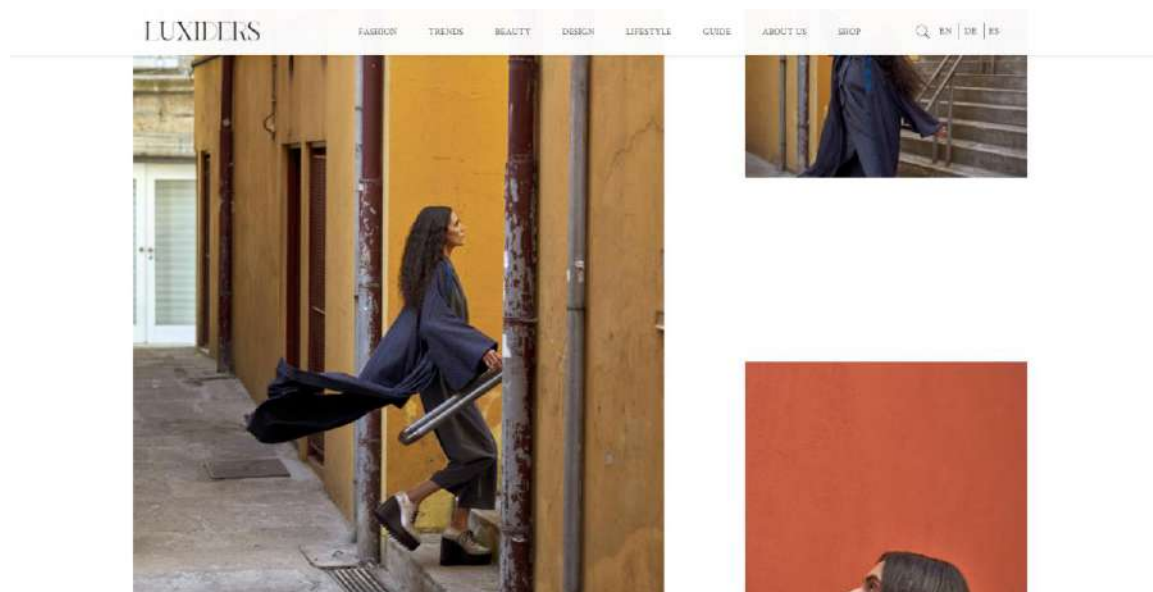 LUXIDERS FASHION TRENDS BEAUTY DESIGN LIFESTYLE GUIDE ABOUT US SHOP EN | DE | ES